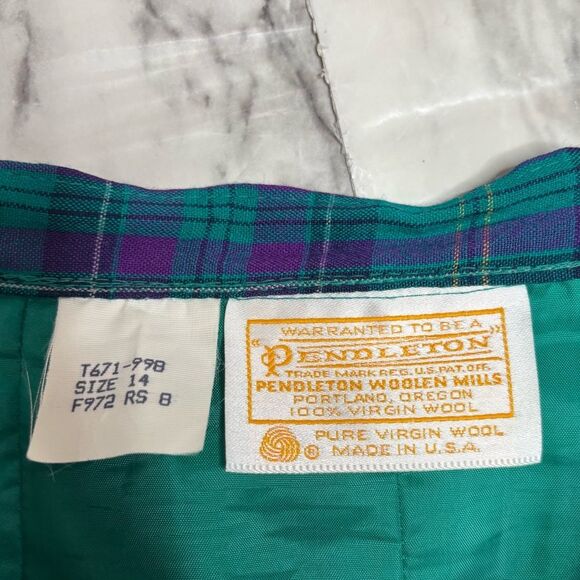 T671-998
SIZE 14
F972 RS 8
WARRANTED TO BE A
"PENDLETON"
TRADE MARK REG. U.S. PAT. OFF.
PENDLETON WOOLEN MILLS
PORTLAND, OREGON
100% VIRGIN WOOL
® PURE VIRGIN WOOL
MADE IN U.S.A.